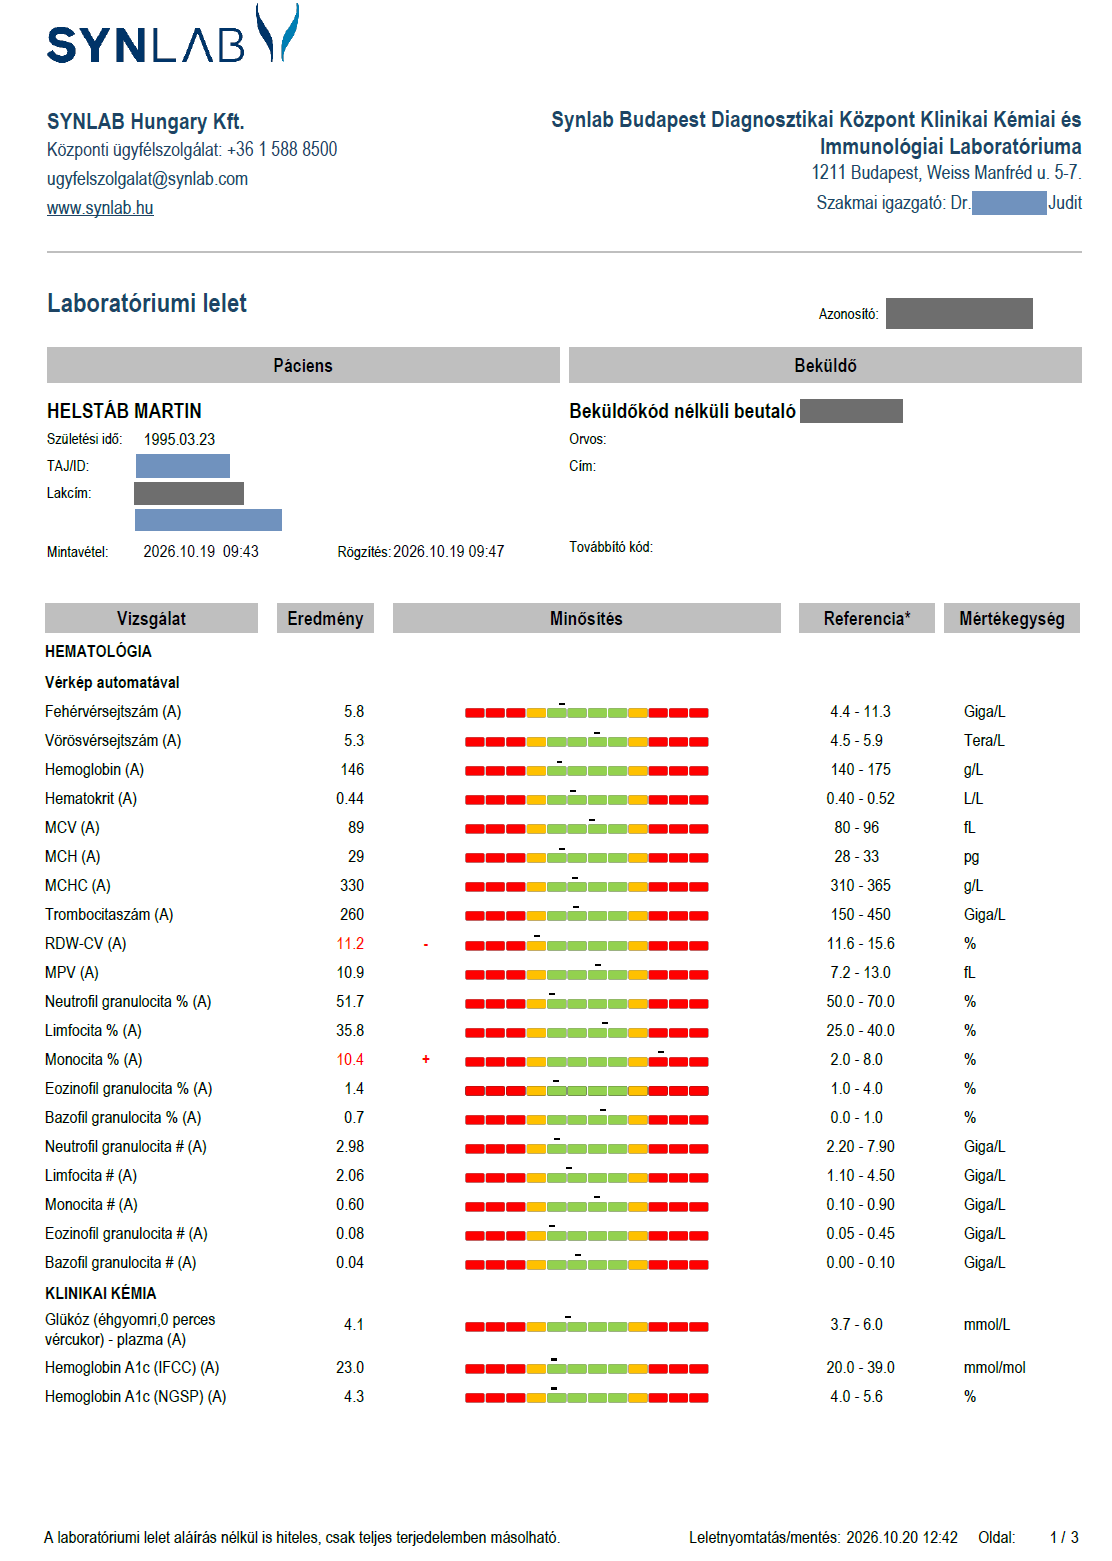 SYNLAB
SYNLAB Hungary Kft.
Központi ügyfélszolgálat: +36 1 588 8500
ugyfelszolgalat@synlab.com
www.synlab.hu
Synlab Budapest Diagnosztikai Központ Klinikai Kémiai és
Immunológiai Laboratóriuma
1211 Budapest, Weiss Manfréd u. 5-7.
Szakmai igazgató: Dr. Judit
Laboratóriumi lelet
Azonosító:
Páciens
HELSTÁB MARTIN
Születési idő: 1995.03.23
TAJ/ID:
Lakcím:
Mintavétel: 2026.10.19 09:43 Rögzítés: 2026.10.19 09:47
Beküldő
Beküldőkód nélküli beutaló
Orvos:
Cím:
Továbbító kód:
Vizsgálat Eredmény Minősítés Referencia* Mértékegység
HEMATOLÓGIA
Vérkép automatával
Fehérvérsejtszám (A) 5.8 4.4 - 11.3 Giga/L
Vörösvérsejtszám (A) 5.3 4.5 - 5.9 Tera/L
Hemoglobin (A) 146 140 - 175 g/L
Hematokrit (A) 0.44 0.40 - 0.52 L/L
MCV (A) 89 80 - 96 fL
MCH (A) 29 28 - 33 pg
MCHC (A) 330 310 - 365 g/L
Trombocitaszám (A) 260 150 - 450 Giga/L
RDW-CV (A) 11.2 - 11.6 - 15.6 %
MPV (A) 10.9 7.2 - 13.0 fL
Neutrofil granulocita % (A) 51.7 50.0 - 70.0 %
Limfocita % (A) 35.8 25.0 - 40.0 %
Monocita % (A) 10.4 + 2.0 - 8.0 %
Eozinofil granulocita % (A) 1.4 1.0 - 4.0 %
Bazofil granulocita % (A) 0.7 0.0 - 1.0 %
Neutrofil granulocita # (A) 2.98 2.20 - 7.90 Giga/L
Limfocita # (A) 2.06 1.10 - 4.50 Giga/L
Monocita # (A) 0.60 0.10 - 0.90 Giga/L
Eozinofil granulocita # (A) 0.08 0.05 - 0.45 Giga/L
Bazofil granulocita # (A) 0.04 0.00 - 0.10 Giga/L
KLINIKAI KÉMIA
Glükóz (éhgyomri,0 perces
vércukor) - plazma (A) 4.1 3.7 - 6.0 mmol/L
Hemoglobin A1c (IFCC) (A) 23.0 20.0 - 39.0 mmol/mol
Hemoglobin A1c (NGSP) (A) 4.3 4.0 - 5.6 %
A laboratóriumi lelet aláírás nélkül is hiteles, csak teljes terjedelemben másolható. Leletnyomtatás/mentés: 2026.10.20 12:42 Oldal: 1 / 3